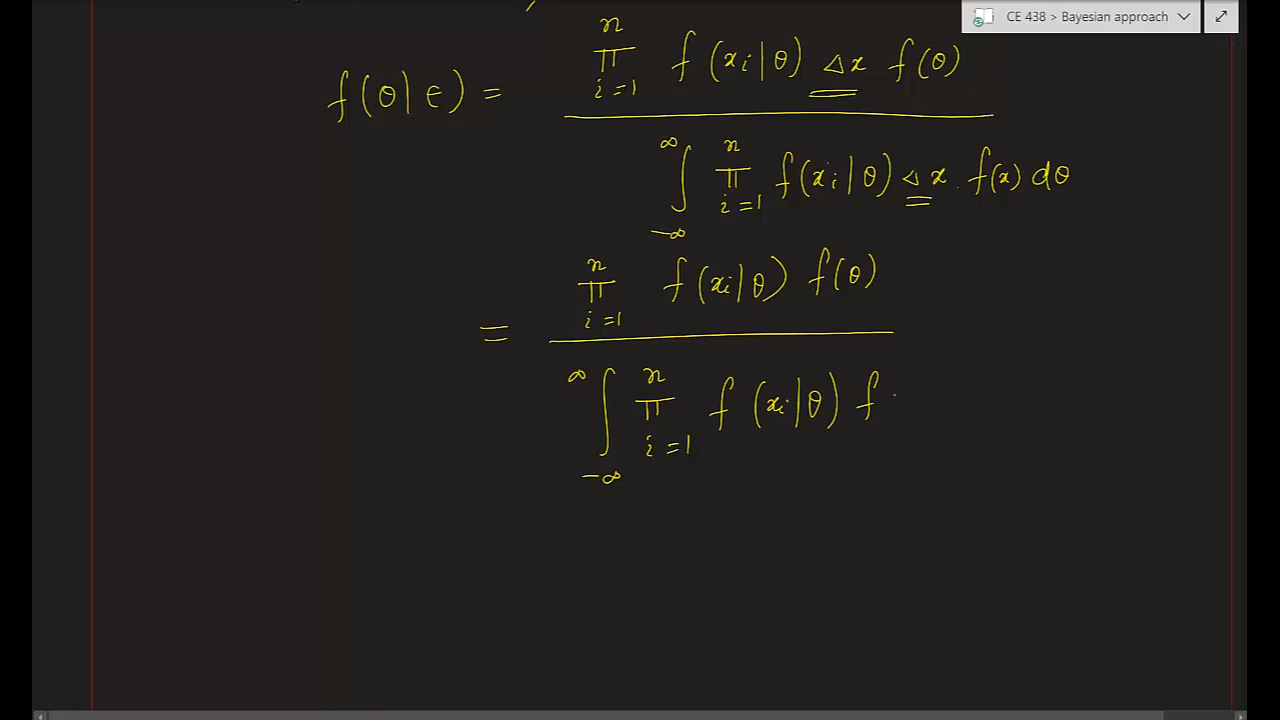 CE 438 > Bayesian approach
n
π f(xi|θ) Δx f(θ)
i=1
f(θ|ϵ) =
∞ n
∫ π f(xi|θ) Δx . f(x) dθ
-∞ i=1
n
π f(xi|θ) f(θ)
i=1
=
∞ n
∫ π f(xi|θ) f
-∞ i=1